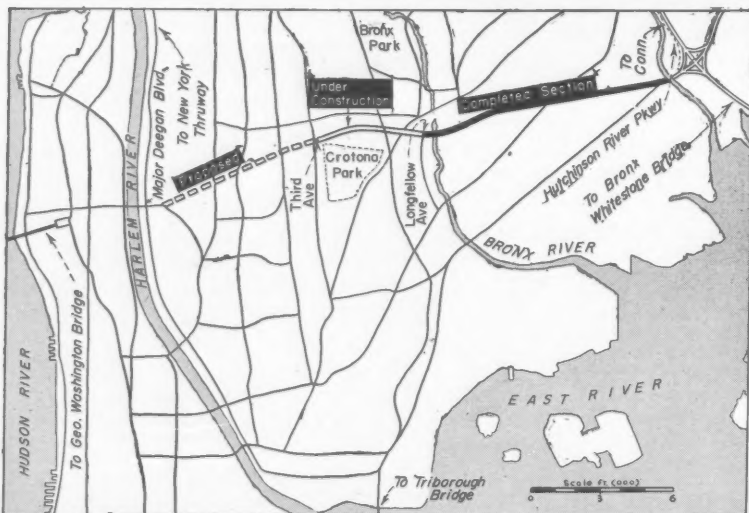 Bronx
Park
To
Conn.
Under
Construction
Completed Section
Major Deegan Blvd.
To New York
Thruway
Proposed
Crotona
Park
Third
Ave
Longfellow
Ave
Hutchinson River Pkwy
To Bronx
Whitestone Bridge
HARLEM RIVER
BRONX RIVER
HUDSON RIVER
To Geo. Washington Bridge
EAST RIVER
To Triborough
Bridge
Scale ft. (000)
0 3 6